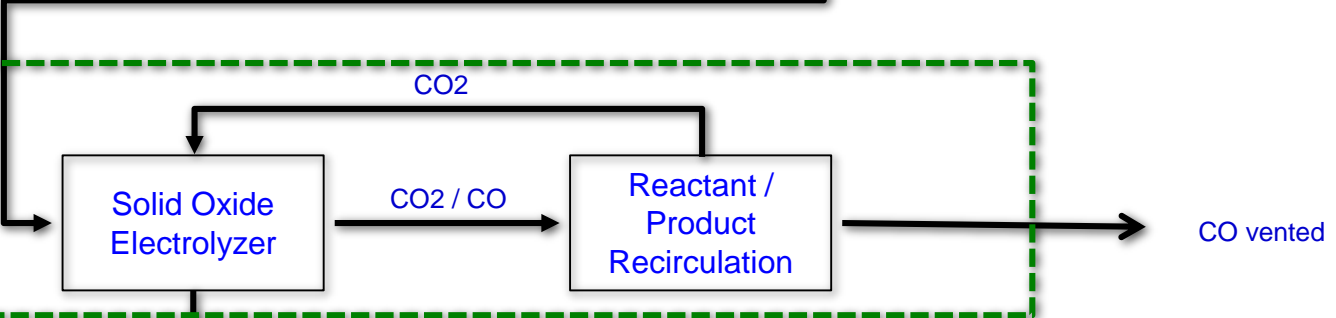 CO2
Solid Oxide
Electrolyzer
CO2 / CO
Reactant /
Product
Recirculation
CO vented